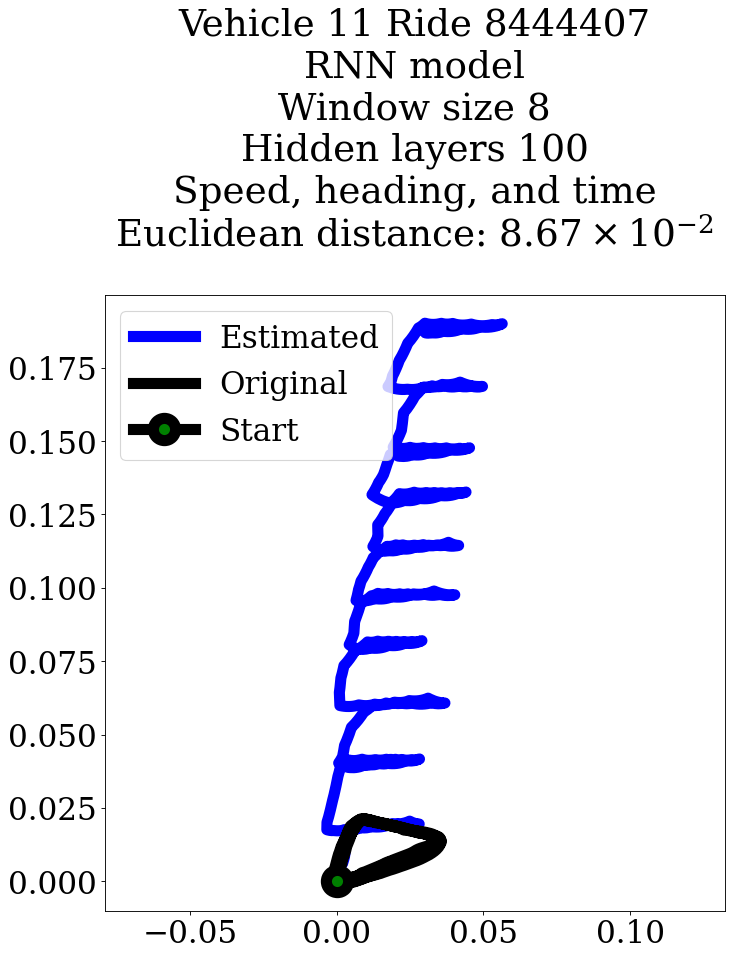 Vehicle 11 Ride 8444407
RNN model
Window size 8
Hidden layers 100
Speed, heading, and time
Euclidean distance: 8.67 × 10⁻²
Estimated
Original
Start
0.175
0.150
0.125
0.100
0.075
0.050
0.025
0.000
−0.05 0.00 0.05 0.10